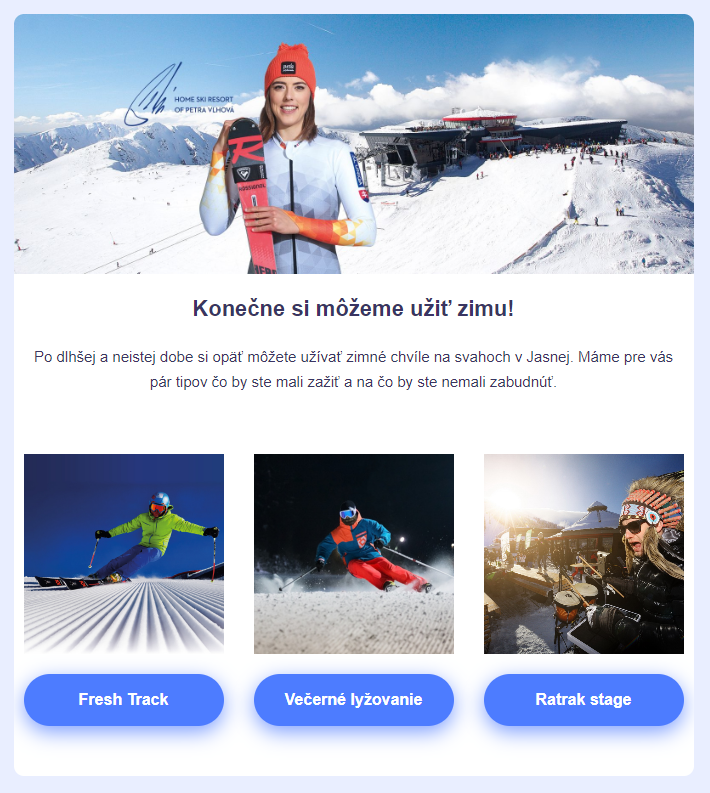 HOME SKI RESORT
OF PETRA VLHOVÁ
ROSSIGNOL
Konečne si môžeme užiť zimu!
Po dlhšej a neistej dobe si opäť môžete užívať zimné chvíle na svahoch v Jasnej. Máme pre vás
pár tipov čo by ste mali zažiť a na čo by ste nemali zabudnúť.
Fresh Track
Večerné lyžovanie
Ratrak stage